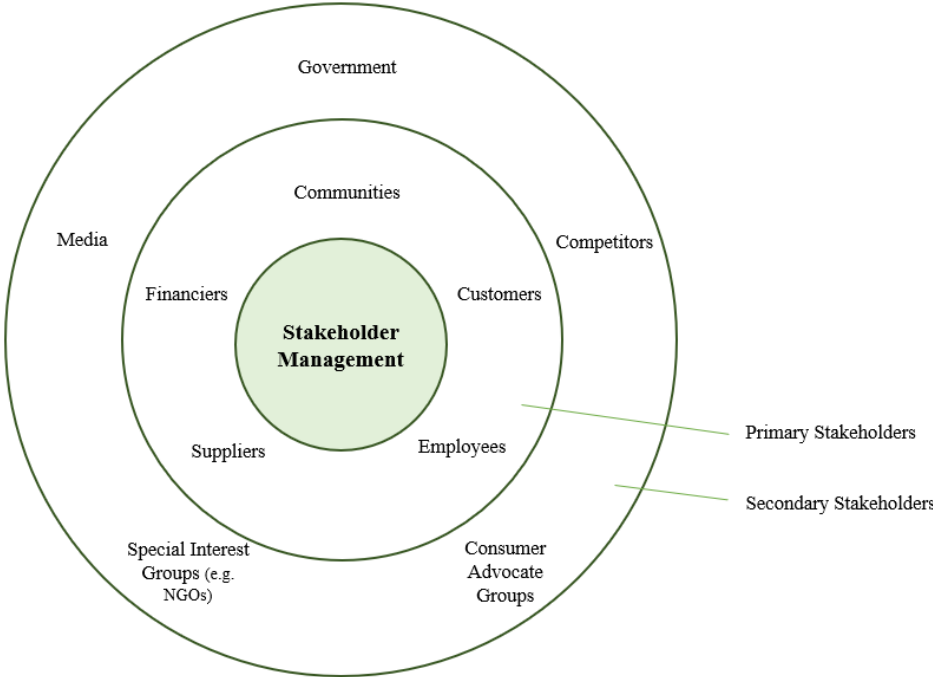 Government
Communities
Media
Competitors
Financiers
Customers
Stakeholder
Management
Primary Stakeholders
Suppliers
Employees
Secondary Stakeholders
Special Interest
Groups (e.g.
NGOs)
Consumer
Advocate
Groups